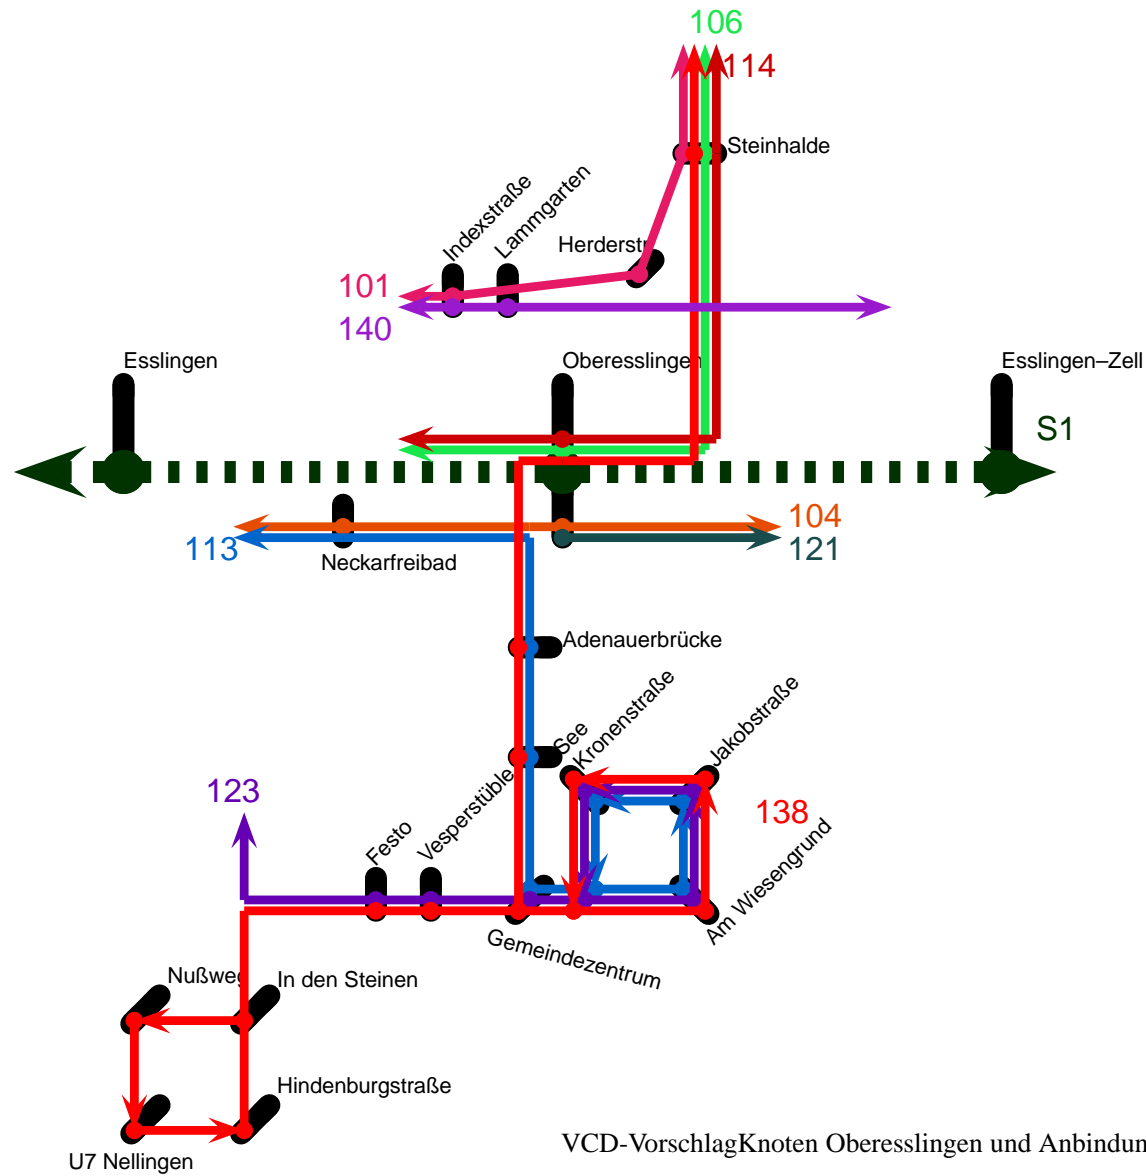 106
114
Steinhalde
Indexstraße
Lammgarten
Herderstr
101
140
Esslingen
Oberesslingen
Esslingen–Zell
S1
104
113
121
Neckarfreibad
Adenauerbrücke
See
Kronenstraße
Jakobstraße
123
Festo
Vesperstüble
138
Am Wiesengrund
Gemeindezentrum
Nußweg
In den Steinen
Hindenburgstraße
U7 Nellingen
VCD-VorschlagKnoten Oberesslingen und Anbindun